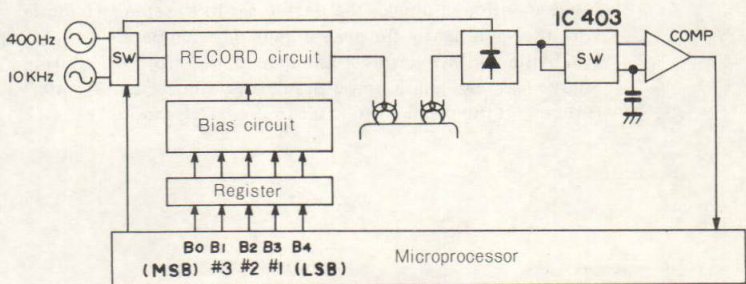 IC 403
400Hz
SW
RECORD circuit
SW
COMP
10KHz
Bias circuit
Register
B0 B1 B2 B3 B4
(MSB) #3 #2 #1 (LSB)
Microprocessor